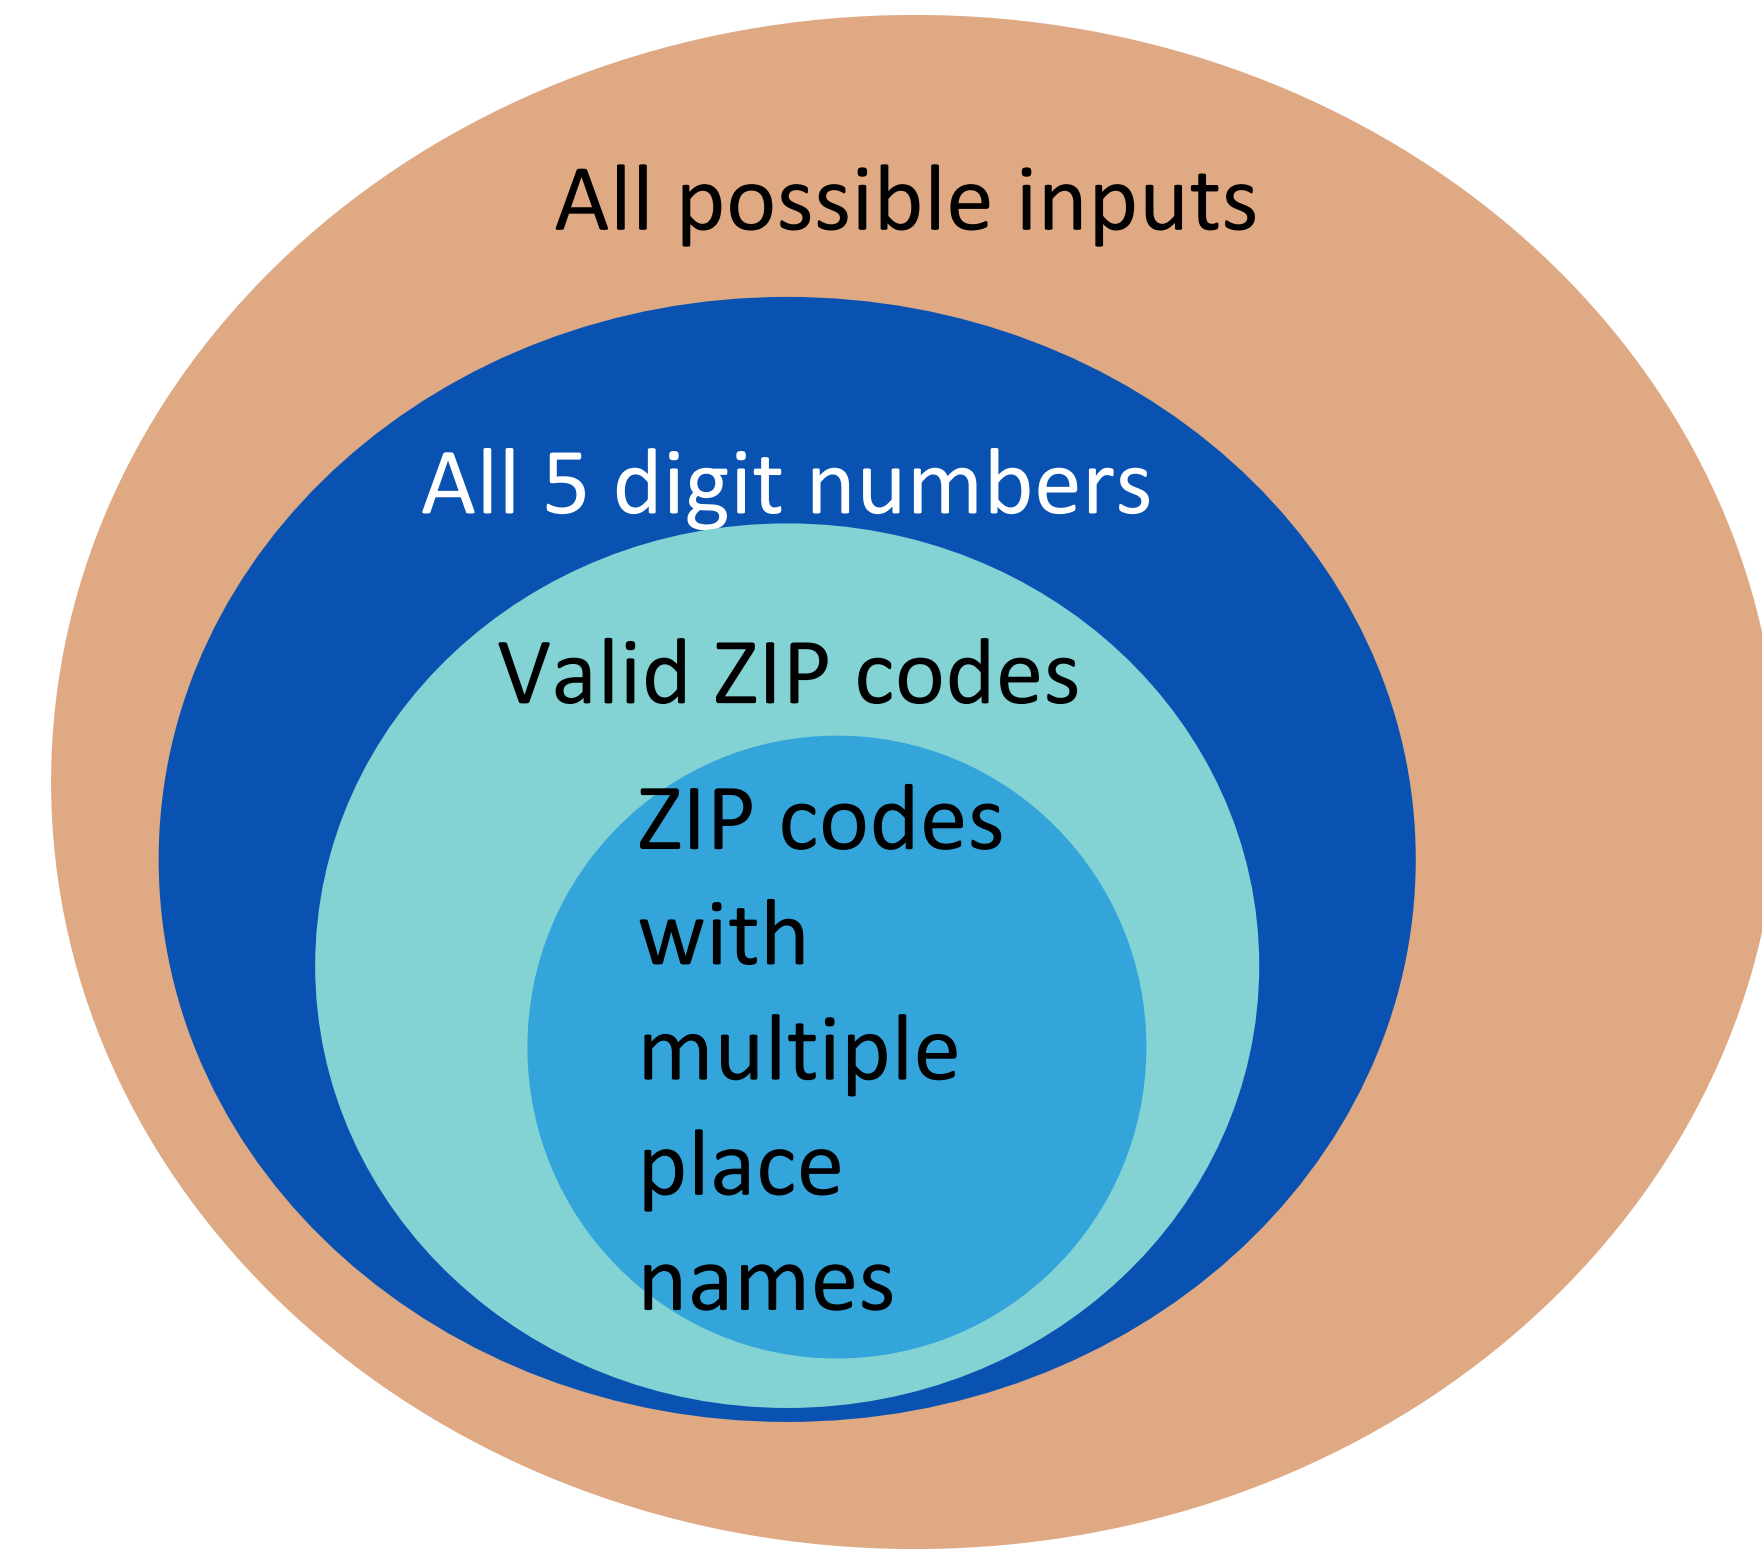 All possible inputs
All 5 digit numbers
Valid ZIP codes
ZIP codes
with
multiple
place
names